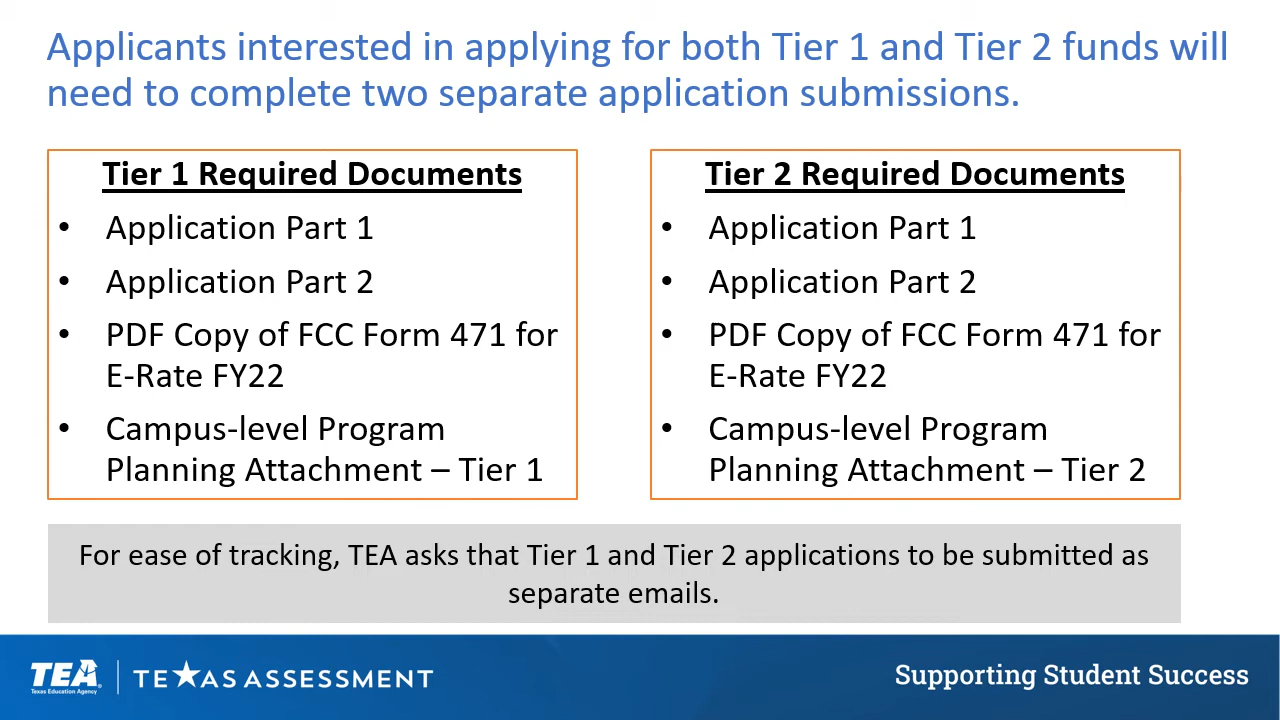 Applicants interested in applying for both Tier 1 and Tier 2 funds will
need to complete two separate application submissions.
Tier 1 Required Documents
• Application Part 1
• Application Part 2
• PDF Copy of FCC Form 471 for
E-Rate FY22
• Campus-level Program
Planning Attachment – Tier 1
Tier 2 Required Documents
• Application Part 1
• Application Part 2
• PDF Copy of FCC Form 471 for
E-Rate FY22
• Campus-level Program
Planning Attachment – Tier 2
For ease of tracking, TEA asks that Tier 1 and Tier 2 applications to be submitted as
separate emails.
TEA
Texas Education Agency
TEXAS ASSESSMENT
Supporting Student Success